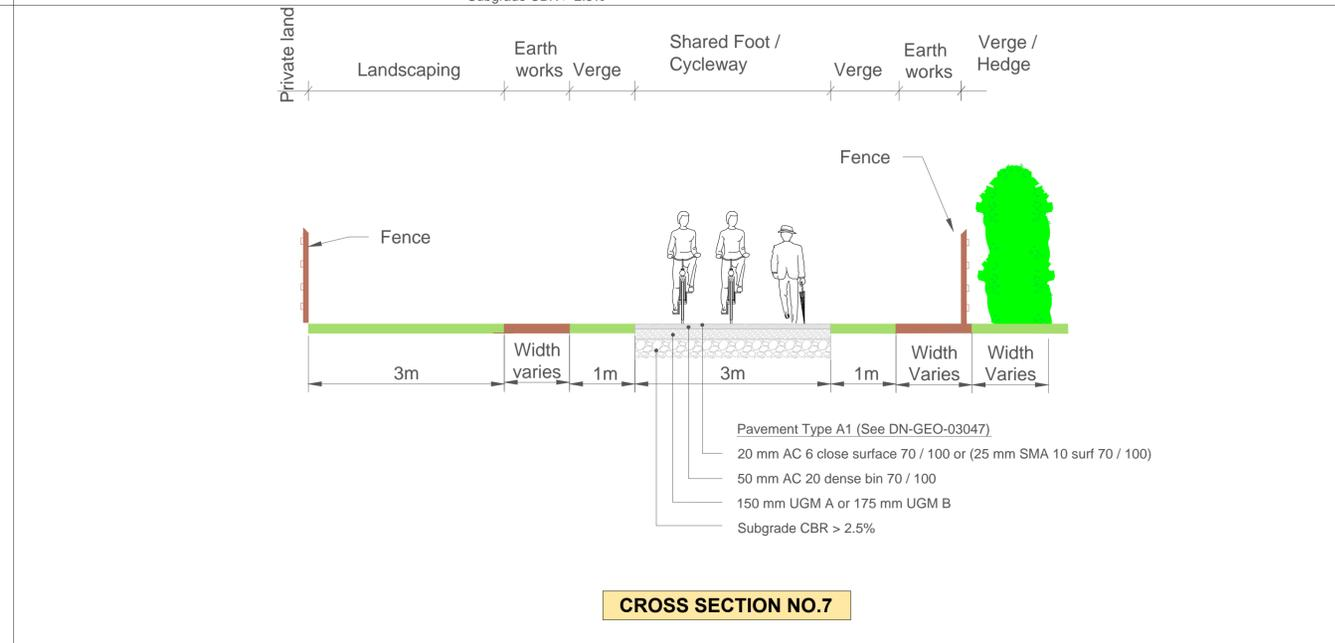 Private land
Landscaping
Earth
works
Verge
Shared Foot /
Cycleway
Verge
Earth
works
Verge /
Hedge
Fence
Fence
3m
Width
varies
1m
3m
1m
Width
Varies
Width
Varies
Pavement Type A1 (See DN-GEO-03047)
20 mm AC 6 close surface 70 / 100 or (25 mm SMA 10 surf 70 / 100)
50 mm AC 20 dense bin 70 / 100
150 mm UGM A or 175 mm UGM B
Subgrade CBR > 2.5%
CROSS SECTION NO.7